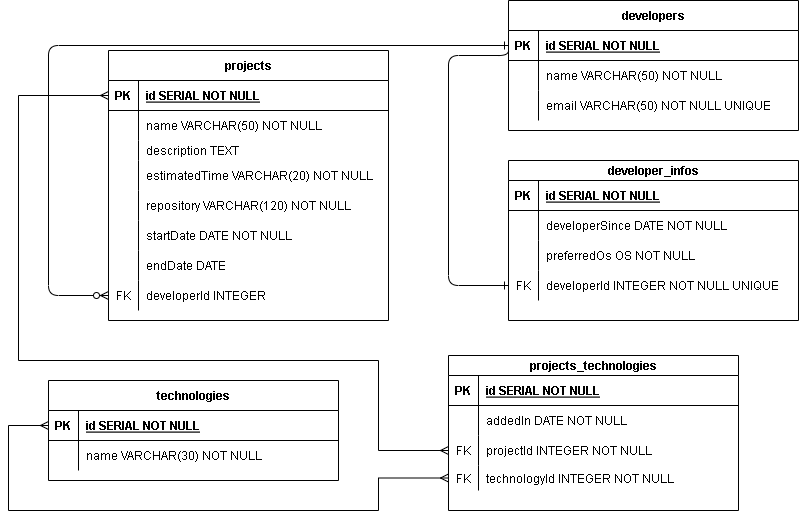 developers
PK id SERIAL NOT NULL
name VARCHAR(50) NOT NULL
email VARCHAR(50) NOT NULL UNIQUE
projects
PK id SERIAL NOT NULL
name VARCHAR(50) NOT NULL
description TEXT
estimatedTime VARCHAR(20) NOT NULL
repository VARCHAR(120) NOT NULL
startDate DATE NOT NULL
endDate DATE
FK developerId INTEGER
developer_infos
PK id SERIAL NOT NULL
developerSince DATE NOT NULL
preferredOs OS NOT NULL
FK developerId INTEGER NOT NULL UNIQUE
technologies
PK id SERIAL NOT NULL
name VARCHAR(30) NOT NULL
projects_technologies
PK id SERIAL NOT NULL
addedIn DATE NOT NULL
FK projectId INTEGER NOT NULL
FK technologyId INTEGER NOT NULL